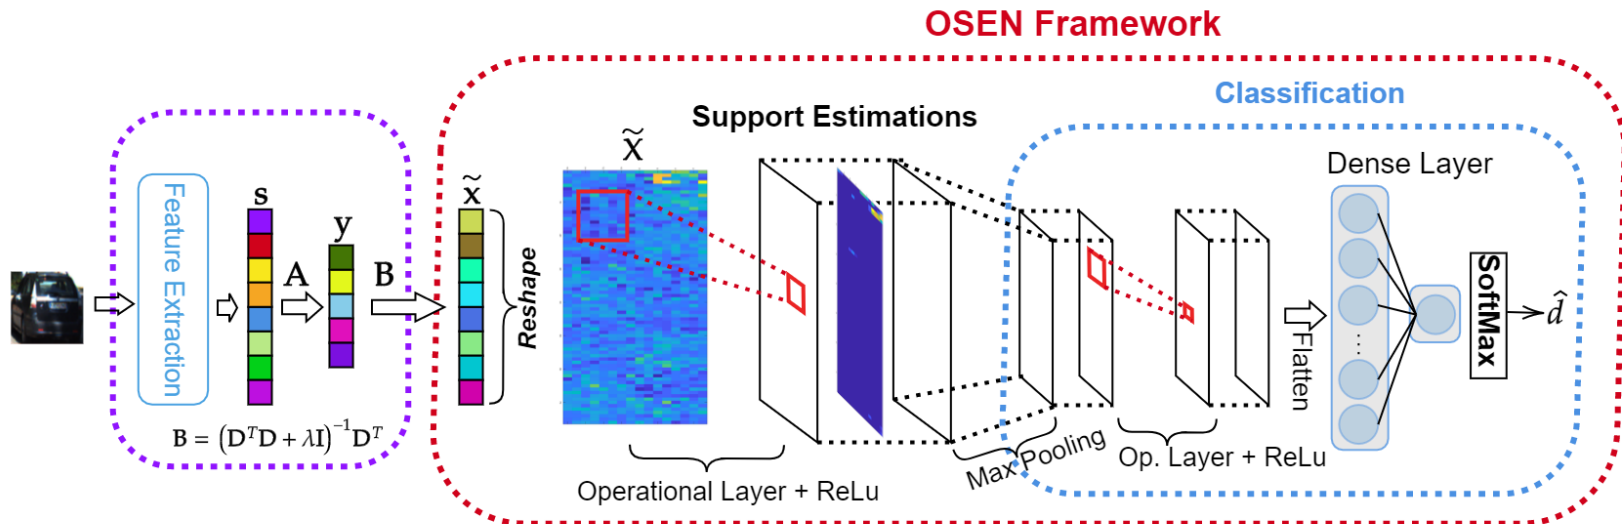 OSEN Framework
Classification
Support Estimations
Dense Layer
Feature Extraction
s
A
y
B
B = (DᵀD + λI)⁻¹Dᵀ
x̃
Reshape
X̃
Operational Layer + ReLu
Max Pooling
Op. Layer + ReLu
Flatten
...
SoftMax
d̂